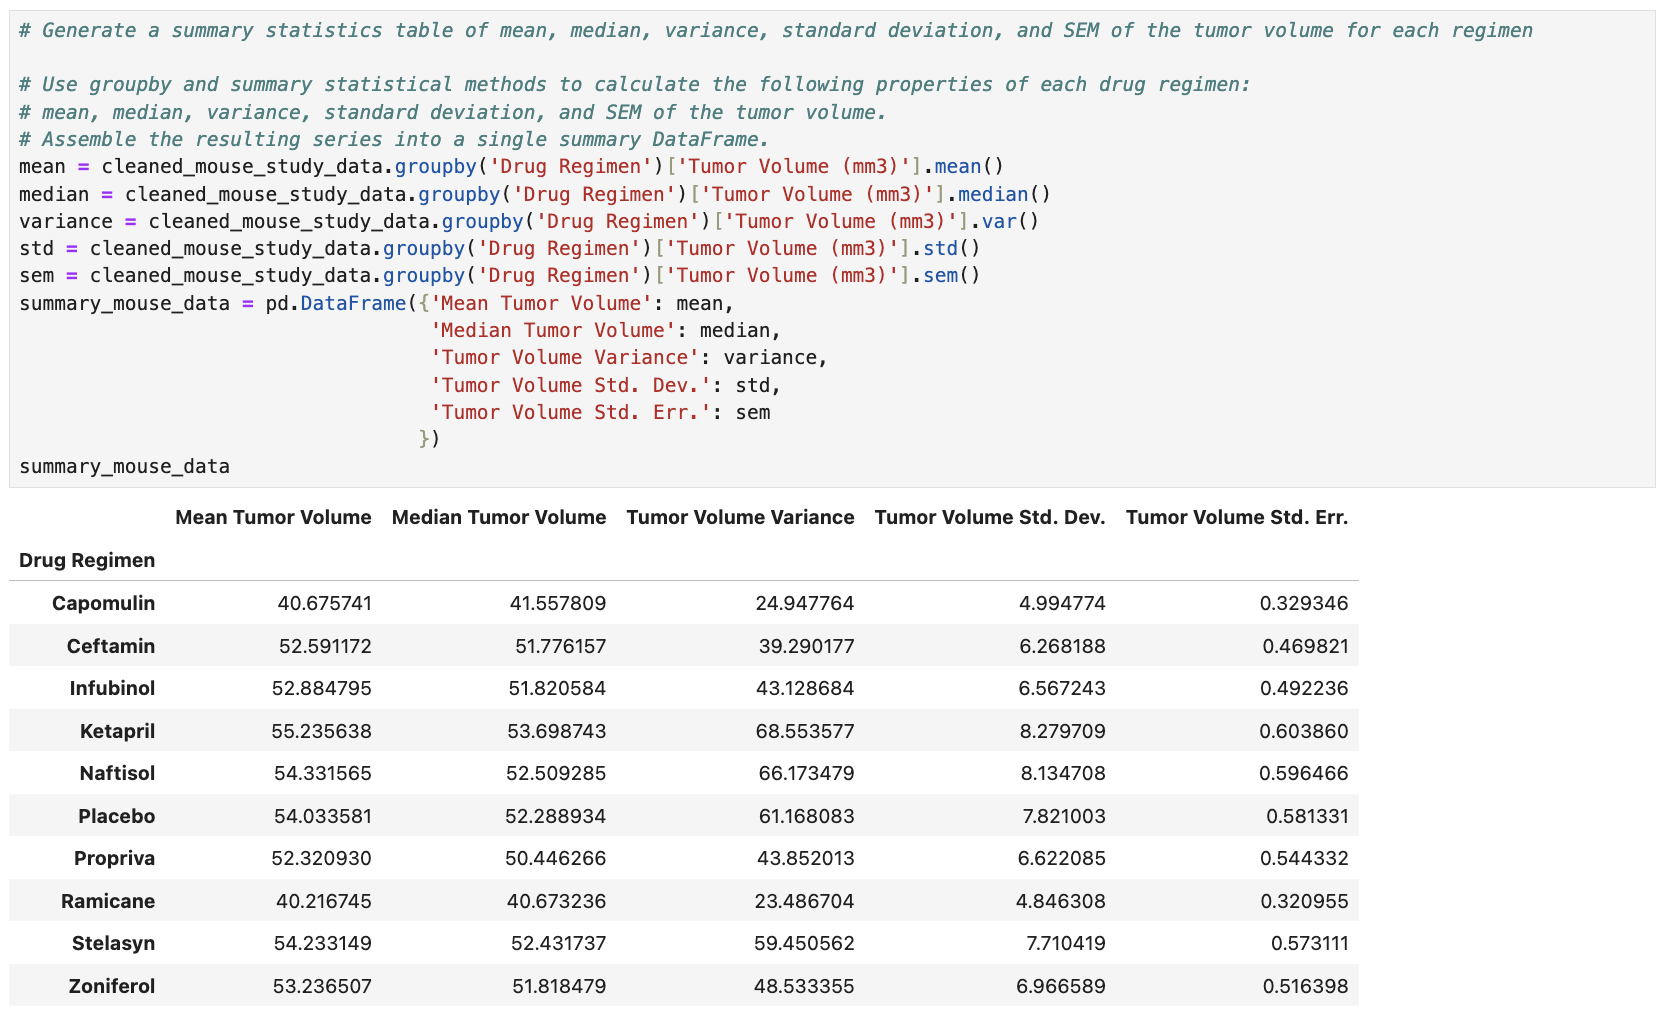 # Generate a summary statistics table of mean, median, variance, standard deviation, and SEM of the tumor volume for each regimen
# Use groupby and summary statistical methods to calculate the following properties of each drug regimen:
# mean, median, variance, standard deviation, and SEM of the tumor volume.
# Assemble the resulting series into a single summary DataFrame.
mean = cleaned_mouse_study_data.groupby('Drug Regimen')['Tumor Volume (mm3)'].mean()
median = cleaned_mouse_study_data.groupby('Drug Regimen')['Tumor Volume (mm3)'].median()
variance = cleaned_mouse_study_data.groupby('Drug Regimen')['Tumor Volume (mm3)'].var()
std = cleaned_mouse_study_data.groupby('Drug Regimen')['Tumor Volume (mm3)'].std()
sem = cleaned_mouse_study_data.groupby('Drug Regimen')['Tumor Volume (mm3)'].sem()
summary_mouse_data = pd.DataFrame({'Mean Tumor Volume': mean,
'Median Tumor Volume': median,
'Tumor Volume Variance': variance,
'Tumor Volume Std. Dev.': std,
'Tumor Volume Std. Err.': sem
})
summary_mouse_data
Mean Tumor Volume Median Tumor Volume Tumor Volume Variance Tumor Volume Std. Dev. Tumor Volume Std. Err.
Drug Regimen
Capomulin 40.675741 41.557809 24.947764 4.994774 0.329346
Ceftamin 52.591172 51.776157 39.290177 6.268188 0.469821
Infubinol 52.884795 51.820584 43.128684 6.567243 0.492236
Ketapril 55.235638 53.698743 68.553577 8.279709 0.603860
Naftisol 54.331565 52.509285 66.173479 8.134708 0.596466
Placebo 54.033581 52.288934 61.168083 7.821003 0.581331
Propriva 52.320930 50.446266 43.852013 6.622085 0.544332
Ramicane 40.216745 40.673236 23.486704 4.846308 0.320955
Stelasyn 54.233149 52.431737 59.450562 7.710419 0.573111
Zoniferol 53.236507 51.818479 48.533355 6.966589 0.516398